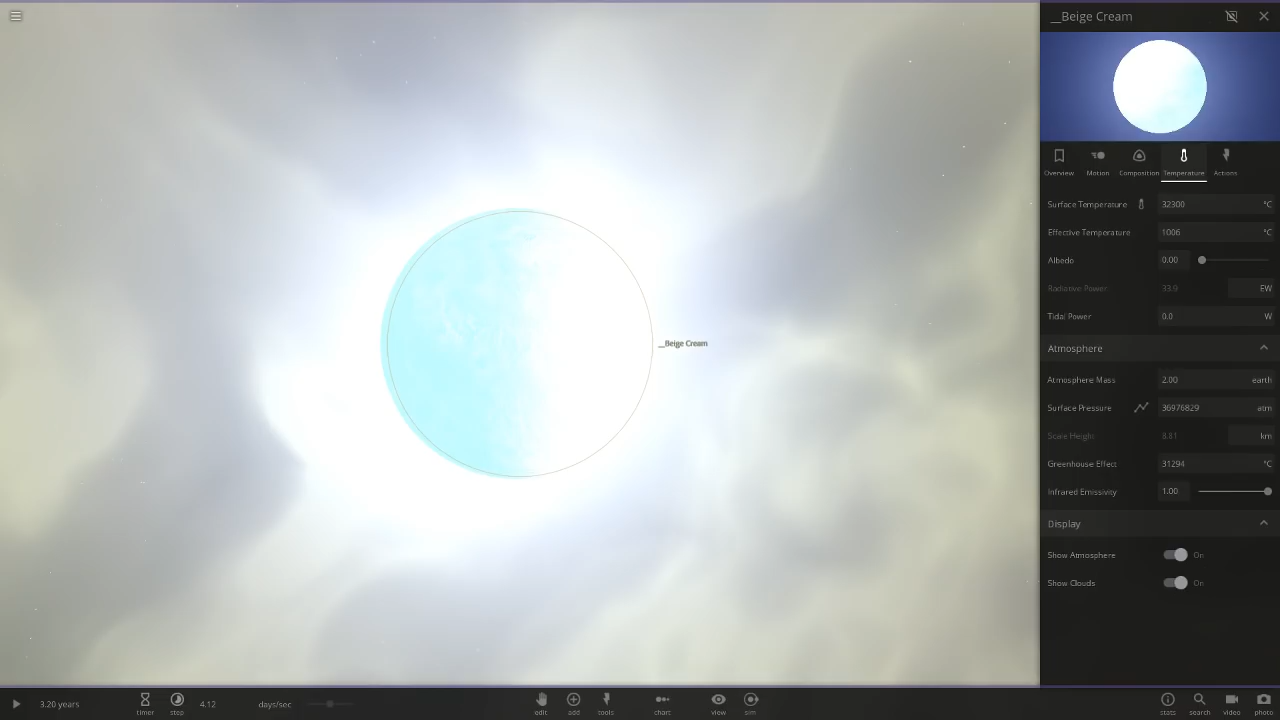 __Beige Cream
Overview Motion Composition Temperature Actions
Surface Temperature 32300 °C
Effective Temperature 1006 °C
Albedo 0.00
Radiative Power 33.9 EW
Tidal Power 0.0 W
__Beige Cream
Atmosphere
Atmosphere Mass 2.00 earth
Surface Pressure 36976829 atm
Scale Height 8.81 km
Greenhouse Effect 31294 °C
Infrared Emissivity 1.00
Display
Show Atmosphere On
Show Clouds On
3.20 years timer step 4.12 days/sec edit add tools chart view sim stats search video photo